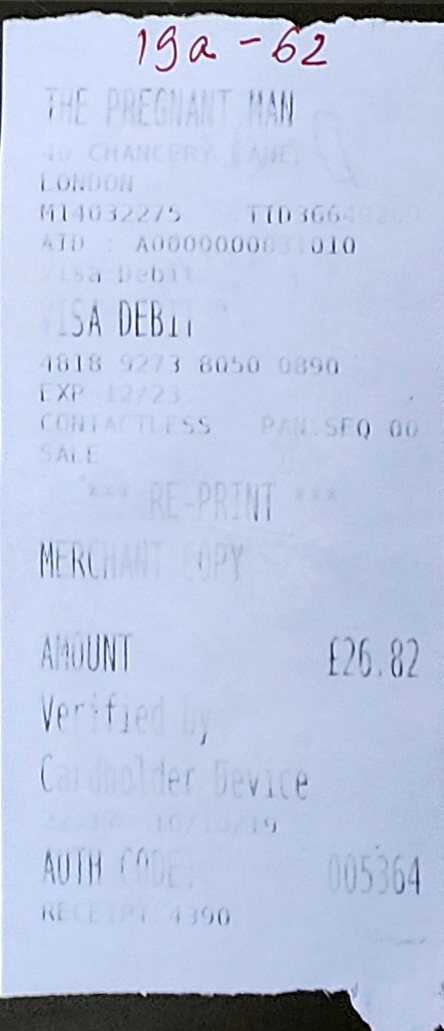 19a-62
THE PREGNANT MAN
40 CHANCERY LANE,
LONDON
M14032275 TID36640269
AID : A0000000031010
Visa Debit
VISA DEBIT
4818 9273 8050 0890
EXP 12/23
CONTACTLESS PAN.SEQ 00
SALE
*** RE-PRINT ***
MERCHANT COPY
AMOUNT £26.82
Verified by
Cardholder Device
10/10/19
AUTH CODE: 005364
RECEIPT 4390